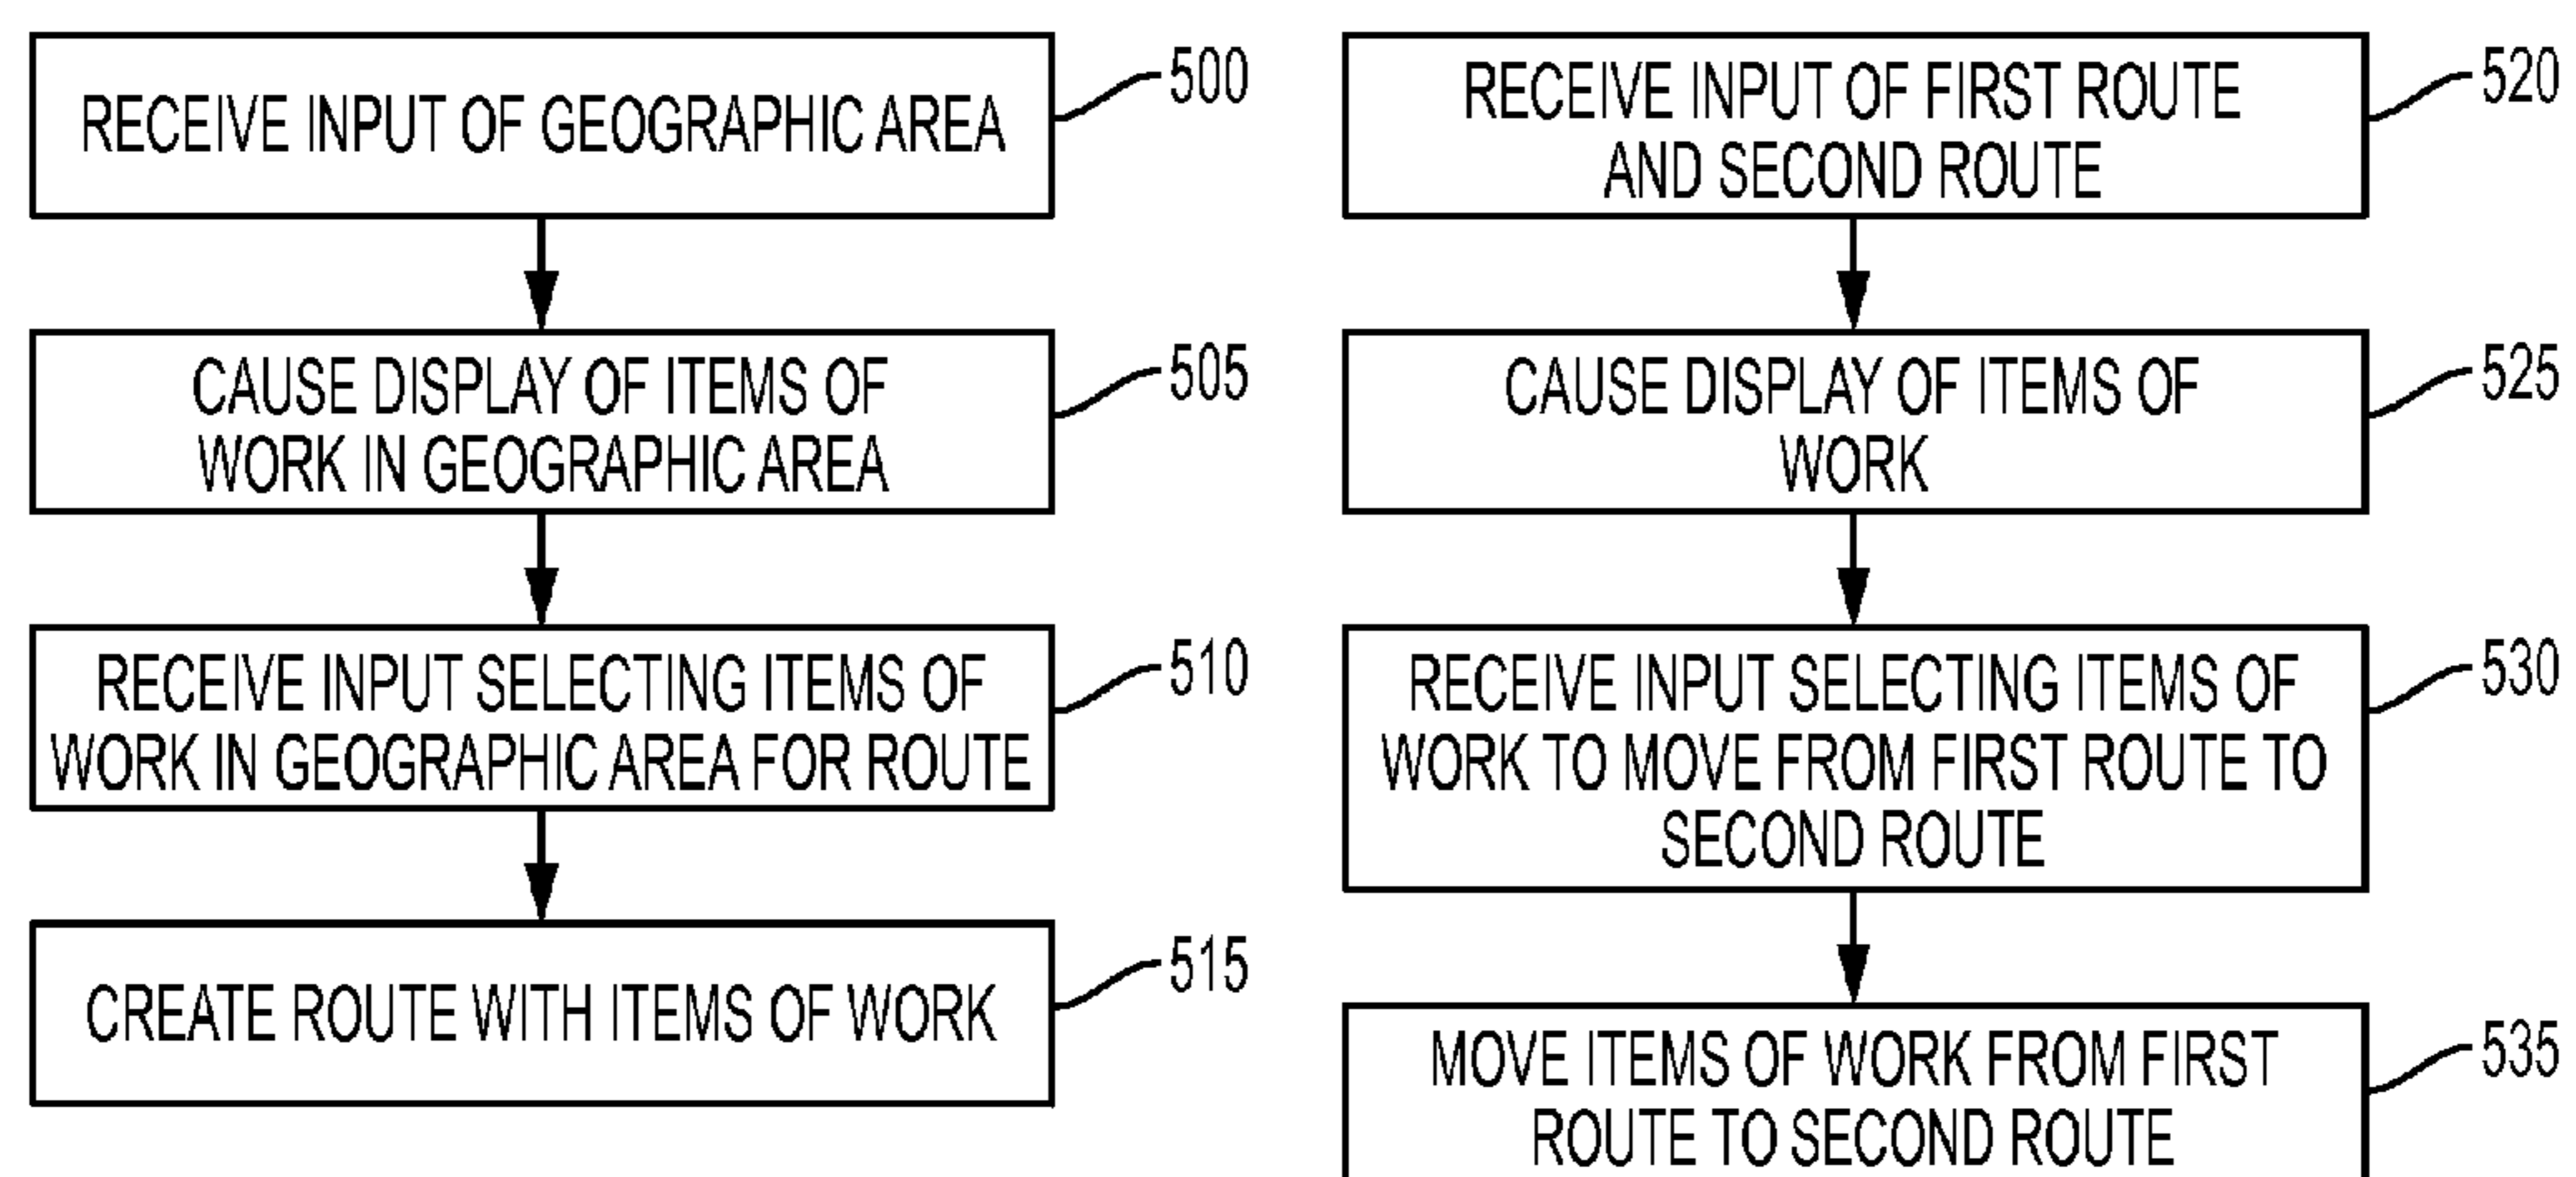 RECEIVE INPUT OF GEOGRAPHIC AREA
500
CAUSE DISPLAY OF ITEMS OF
WORK IN GEOGRAPHIC AREA
505
RECEIVE INPUT SELECTING ITEMS OF
WORK IN GEOGRAPHIC AREA FOR ROUTE
510
CREATE ROUTE WITH ITEMS OF WORK
515
RECEIVE INPUT OF FIRST ROUTE
AND SECOND ROUTE
520
CAUSE DISPLAY OF ITEMS OF
WORK
525
RECEIVE INPUT SELECTING ITEMS OF
WORK TO MOVE FROM FIRST ROUTE TO
SECOND ROUTE
530
MOVE ITEMS OF WORK FROM FIRST
ROUTE TO SECOND ROUTE
535